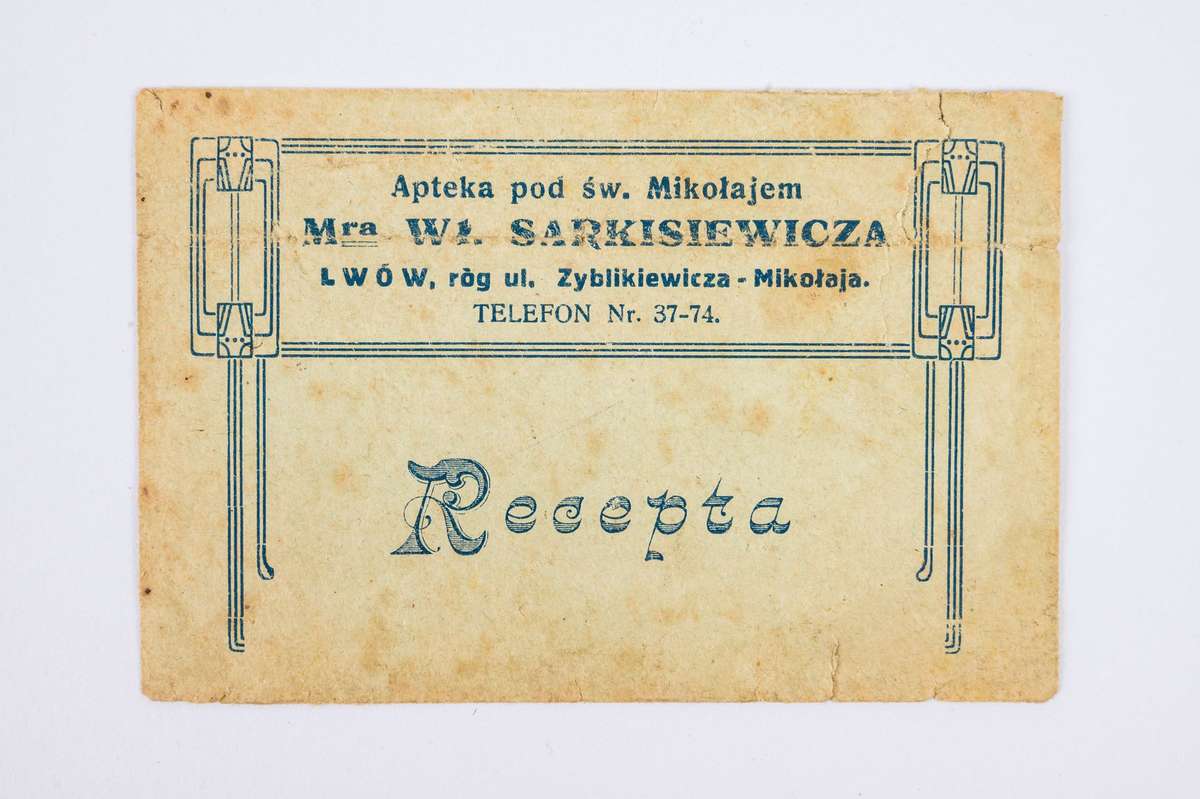 Apteka pod św. Mikołajem
Mra Wł. SARKISIEWICZA
LWÓW, róg ul. Zyblikiewicza - Mikołaja.
TELEFON Nr. 37-74.
Recepta